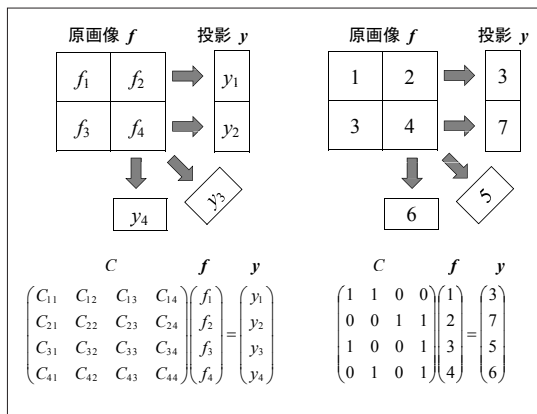 原画像 f 投影 y
f1 f2 y1
f3 f4 y2
y4 y3
C f y
C11 C12 C13 C14 f1 y1
C21 C22 C23 C24 f2 = y2
C31 C32 C33 C34 f3 y3
C41 C42 C43 C44 f4 y4
原画像 f 投影 y
1 2 3
3 4 7
6 5
C f y
1 1 0 0 1 3
0 0 1 1 2 = 7
1 0 0 1 3 5
0 1 0 1 4 6